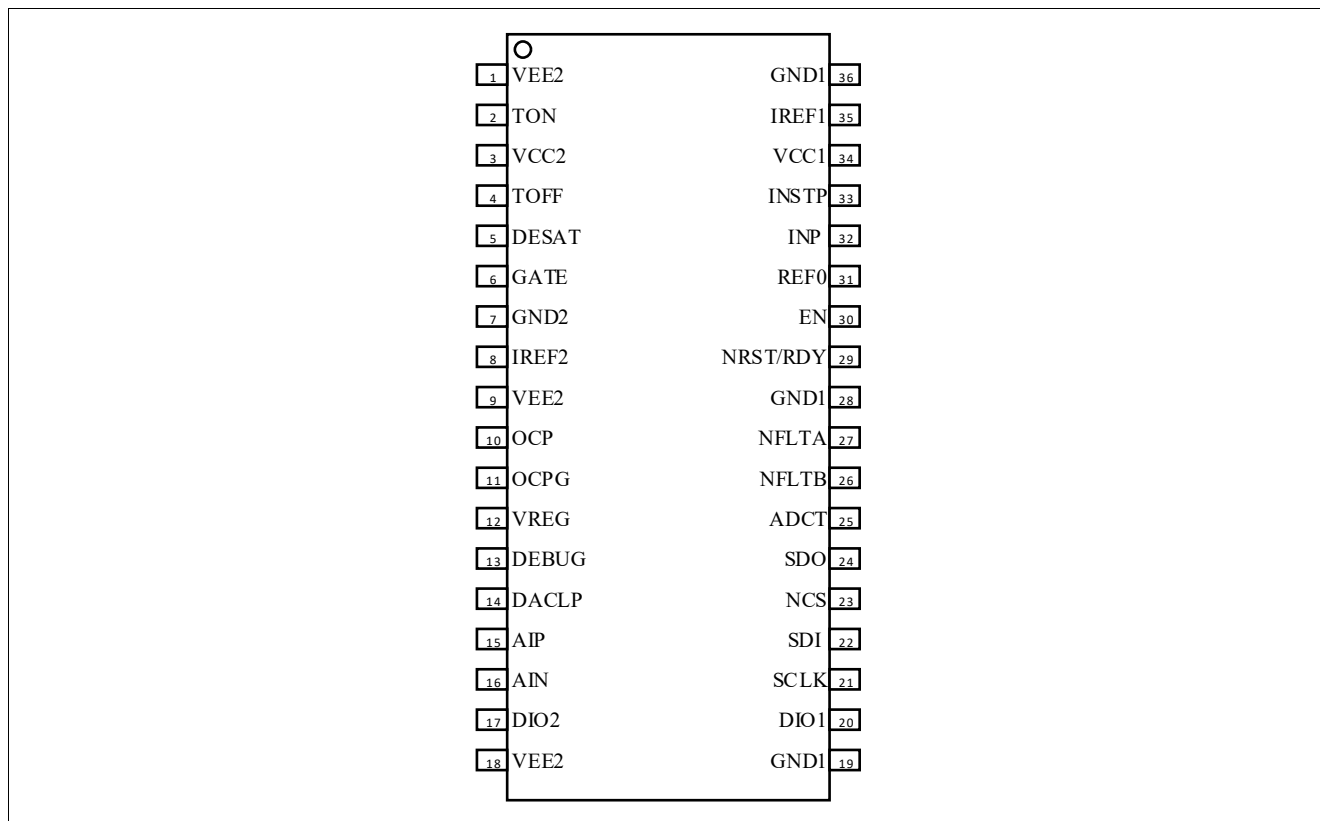 1 VEE2 GND1 36
2 TON IREF1 35
3 VCC2 VCC1 34
4 TOFF INSTP 33
5 DESAT INP 32
6 GATE REF0 31
7 GND2 EN 30
8 IREF2 NRST/RDY 29
9 VEE2 GND1 28
10 OCP NFLTA 27
11 OCPG NFLTB 26
12 VREG ADCT 25
13 DEBUG SDO 24
14 DACLP NCS 23
15 AIP SDI 22
16 AIN SCLK 21
17 DIO2 DIO1 20
18 VEE2 GND1 19